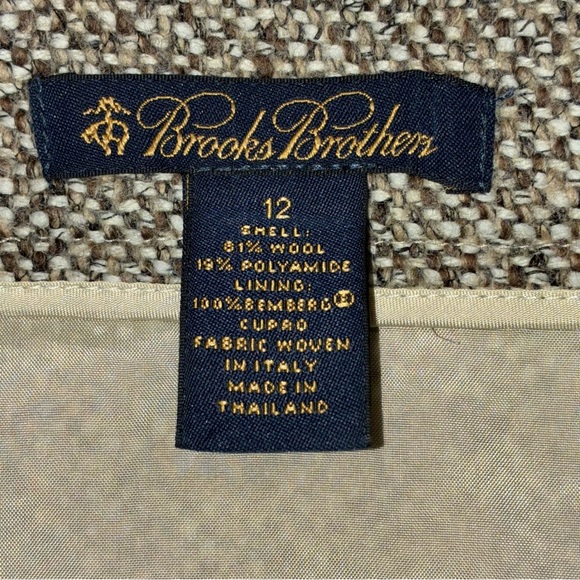 Brooks Brothers
12
SHELL:
81% WOOL
19% POLYAMIDE
LINING:
100% BEMBERG
CUPRO
FABRIC WOVEN
IN ITALY
MADE IN
THAILAND